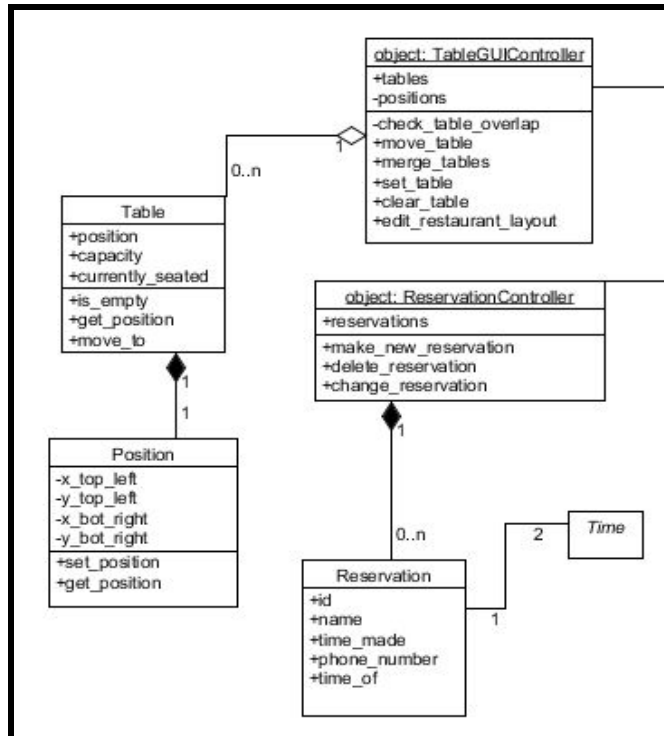 object: TableGUIController
+tables
-positions
-check_table_overlap
+move_table
+merge_tables
+set_table
+clear_table
+edit_restaurant_layout
1
0..n
Table
+position
+capacity
+currently_seated
+is_empty
+get_position
+move_to
1
1
Position
-x_top_left
-y_top_left
-x_bot_right
-y_bot_right
+set_position
+get_position
object: ReservationController
+reservations
+make_new_reservation
+delete_reservation
+change_reservation
1
0..n
Reservation
+id
+name
+time_made
+phone_number
+time_of
1
2
Time